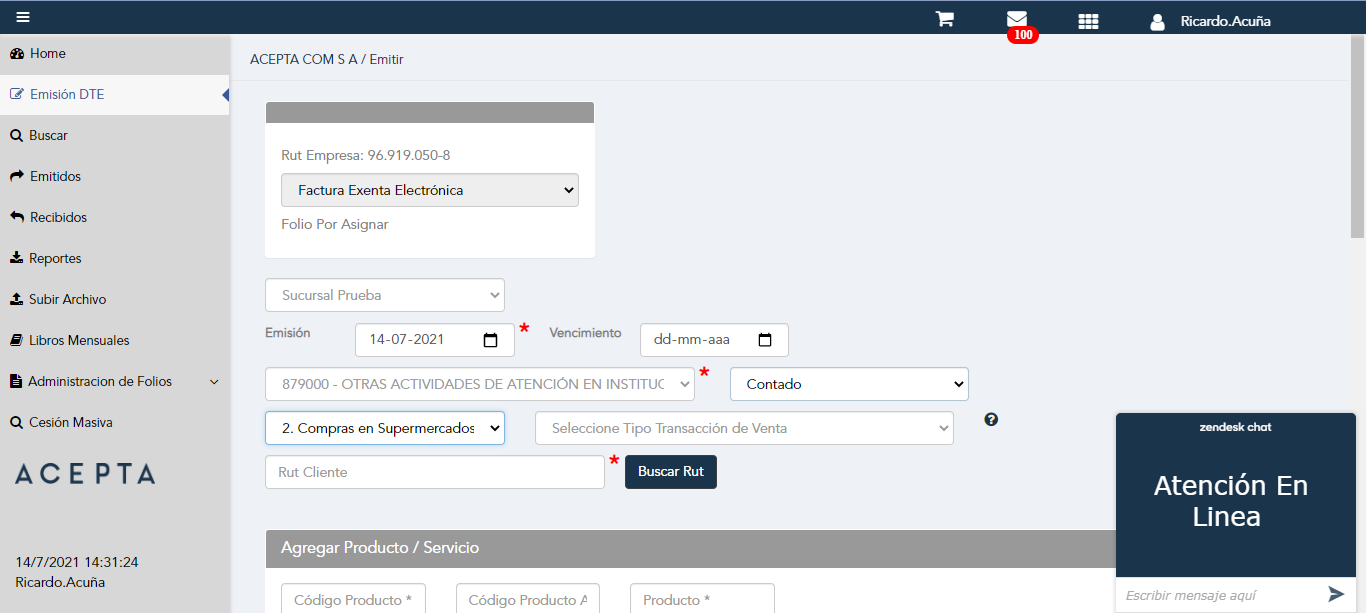 100
Ricardo.Acuña
Home
Emisión DTE
Buscar
Emitidos
Recibidos
Reportes
Subir Archivo
Libros Mensuales
Administracion de Folios
Cesión Masiva
ACEPTA
14/7/2021 14:31:24
Ricardo.Acuña
ACEPTA COM S A / Emitir
Rut Empresa: 96.919.050-8
Factura Exenta Electrónica
Folio Por Asignar
Sucursal Prueba
Emisión 14-07-2021 * Vencimiento dd-mm-aaa
879000 - OTRAS ACTIVIDADES DE ATENCIÓN EN INSTITUC * Contado
2. Compras en Supermercados Seleccione Tipo Transacción de Venta ?
Rut Cliente * Buscar Rut
Agregar Producto / Servicio
Código Producto * Código Producto A Producto *
zendesk chat
Atención En
Linea
Escribir mensaje aquí